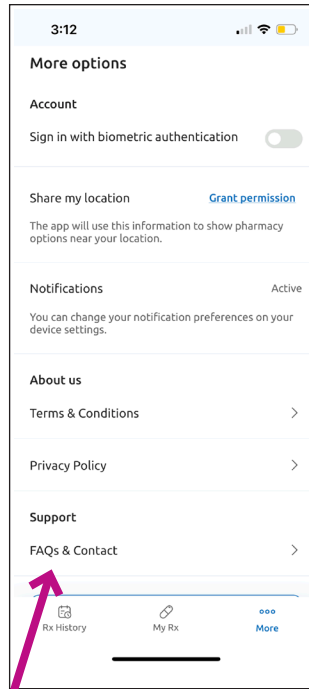 3:12
More options
Account
Sign in with biometric authentication
Share my location Grant permission
The app will use this information to show pharmacy
options near your location.
Notifications Active
You can change your notification preferences on your
device settings.
About us
Terms & Conditions
Privacy Policy
Support
FAQs & Contact
Rx History My Rx More